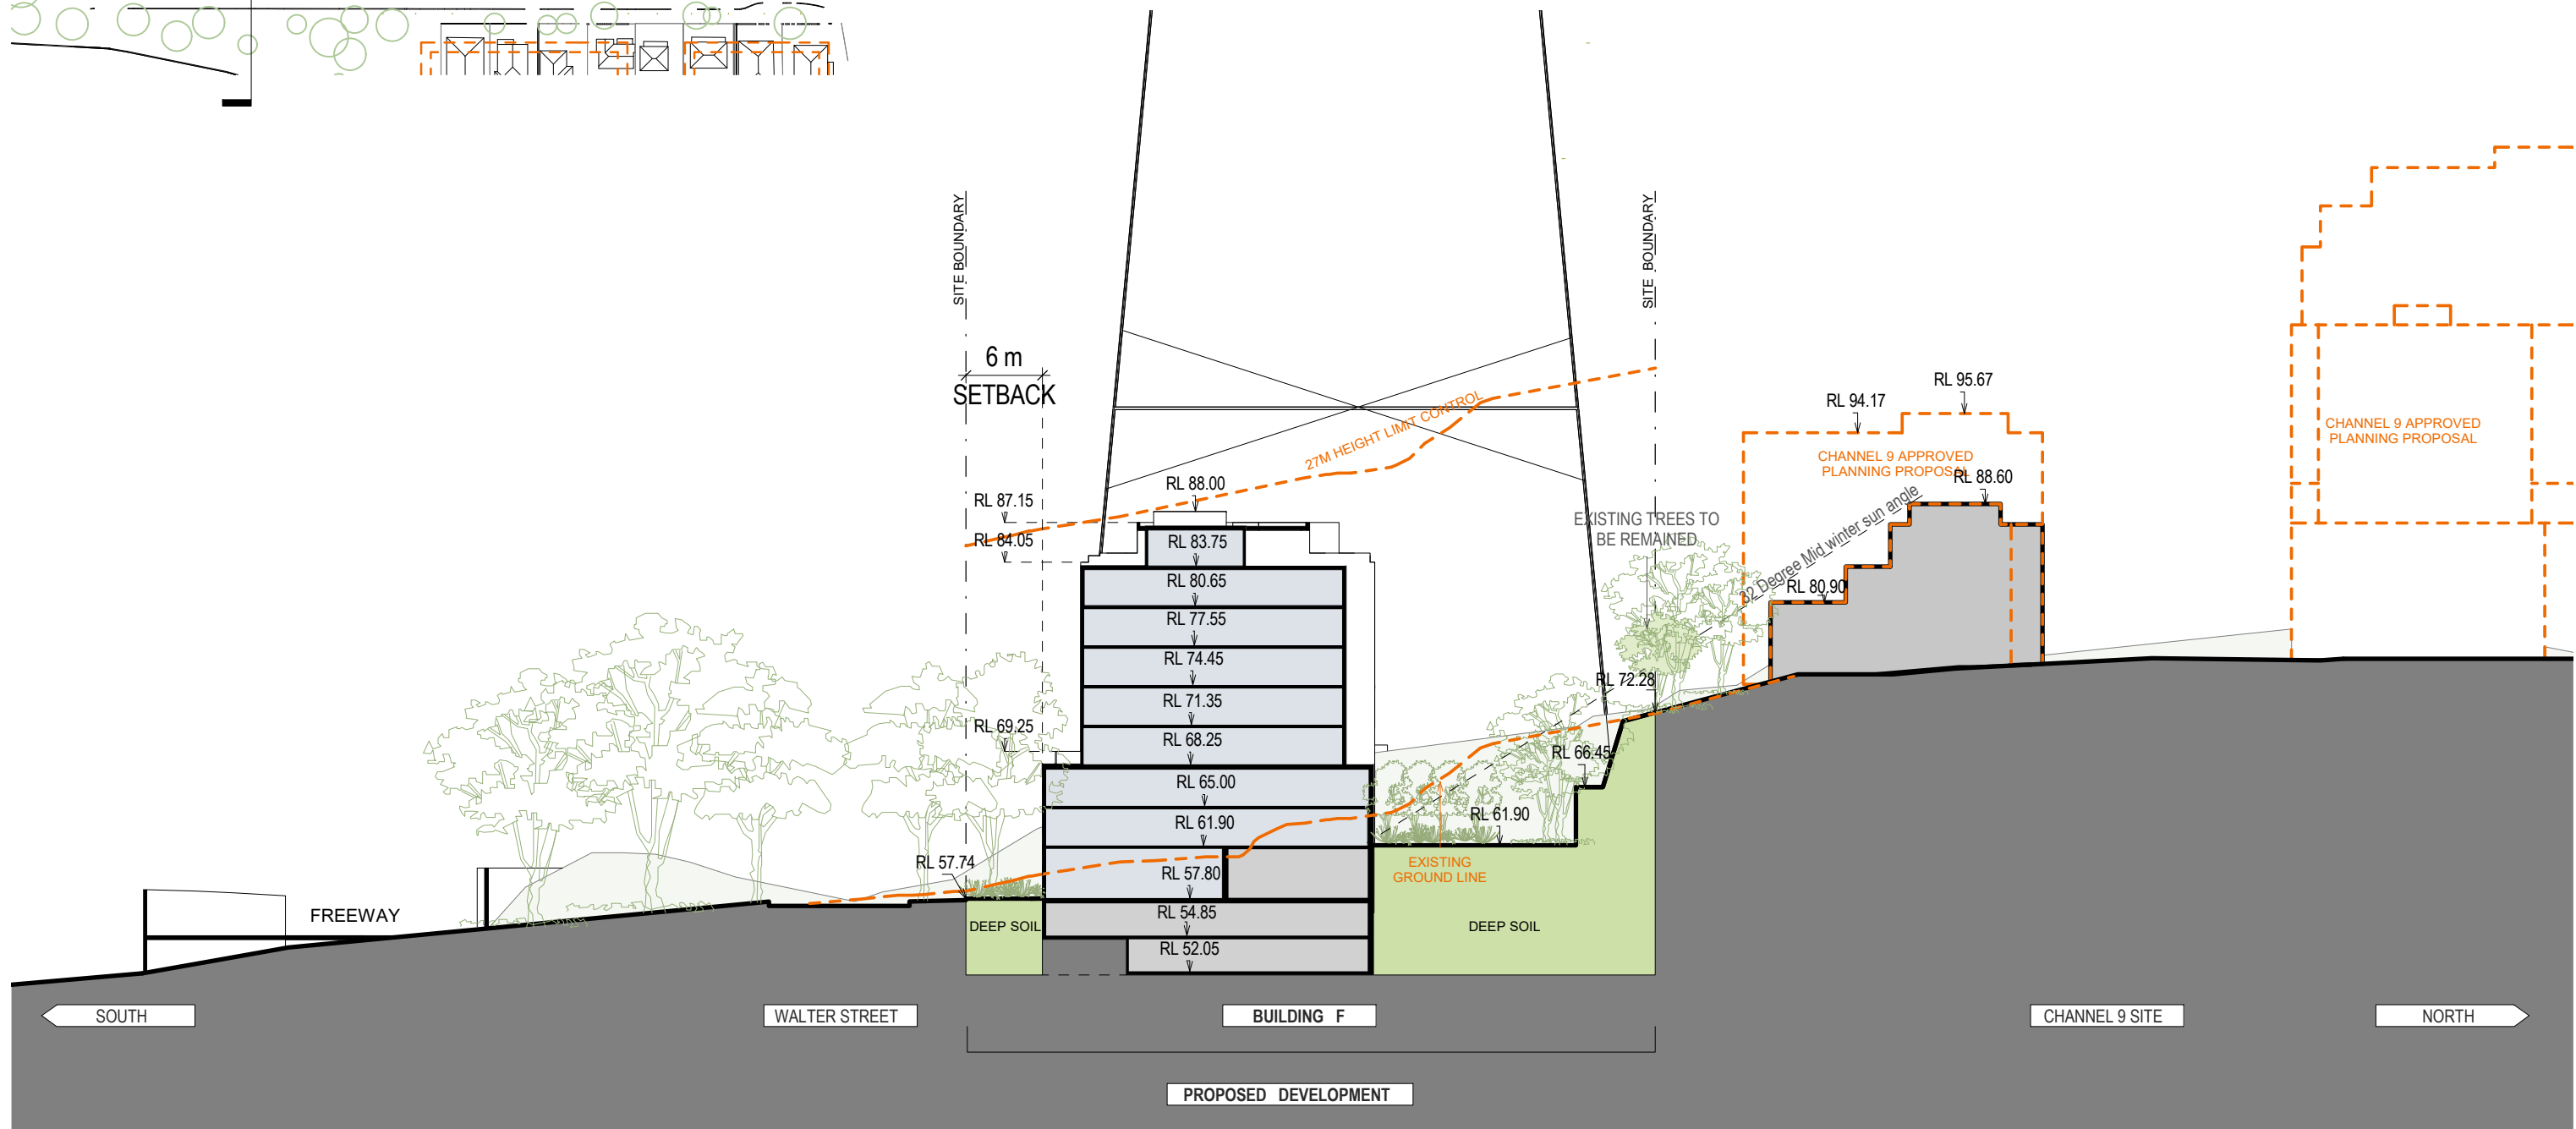 SITE BOUNDARY
SITE BOUNDARY
6 m
SETBACK
27M HEIGHT LIMIT CONTROL
RL 95.67
RL 94.17
CHANNEL 9 APPROVED
PLANNING PROPOSAL
CHANNEL 9 APPROVED
PLANNING PROPOSAL
RL 88.60
RL 88.00
RL 87.15
RL 84.05
RL 83.75
EXISTING TREES TO
BE REMAINED
32 Degree Mid winter sun angle
RL 80.90
RL 80.65
RL 77.55
RL 74.45
RL 72.28
RL 71.35
RL 69.25
RL 68.25
RL 66.45
RL 65.00
RL 61.90
RL 61.90
RL 57.74
RL 57.80
EXISTING
GROUND LINE
FREEWAY
DEEP SOIL
RL 54.85
DEEP SOIL
RL 52.05
SOUTH
WALTER STREET
BUILDING F
CHANNEL 9 SITE
NORTH
PROPOSED DEVELOPMENT